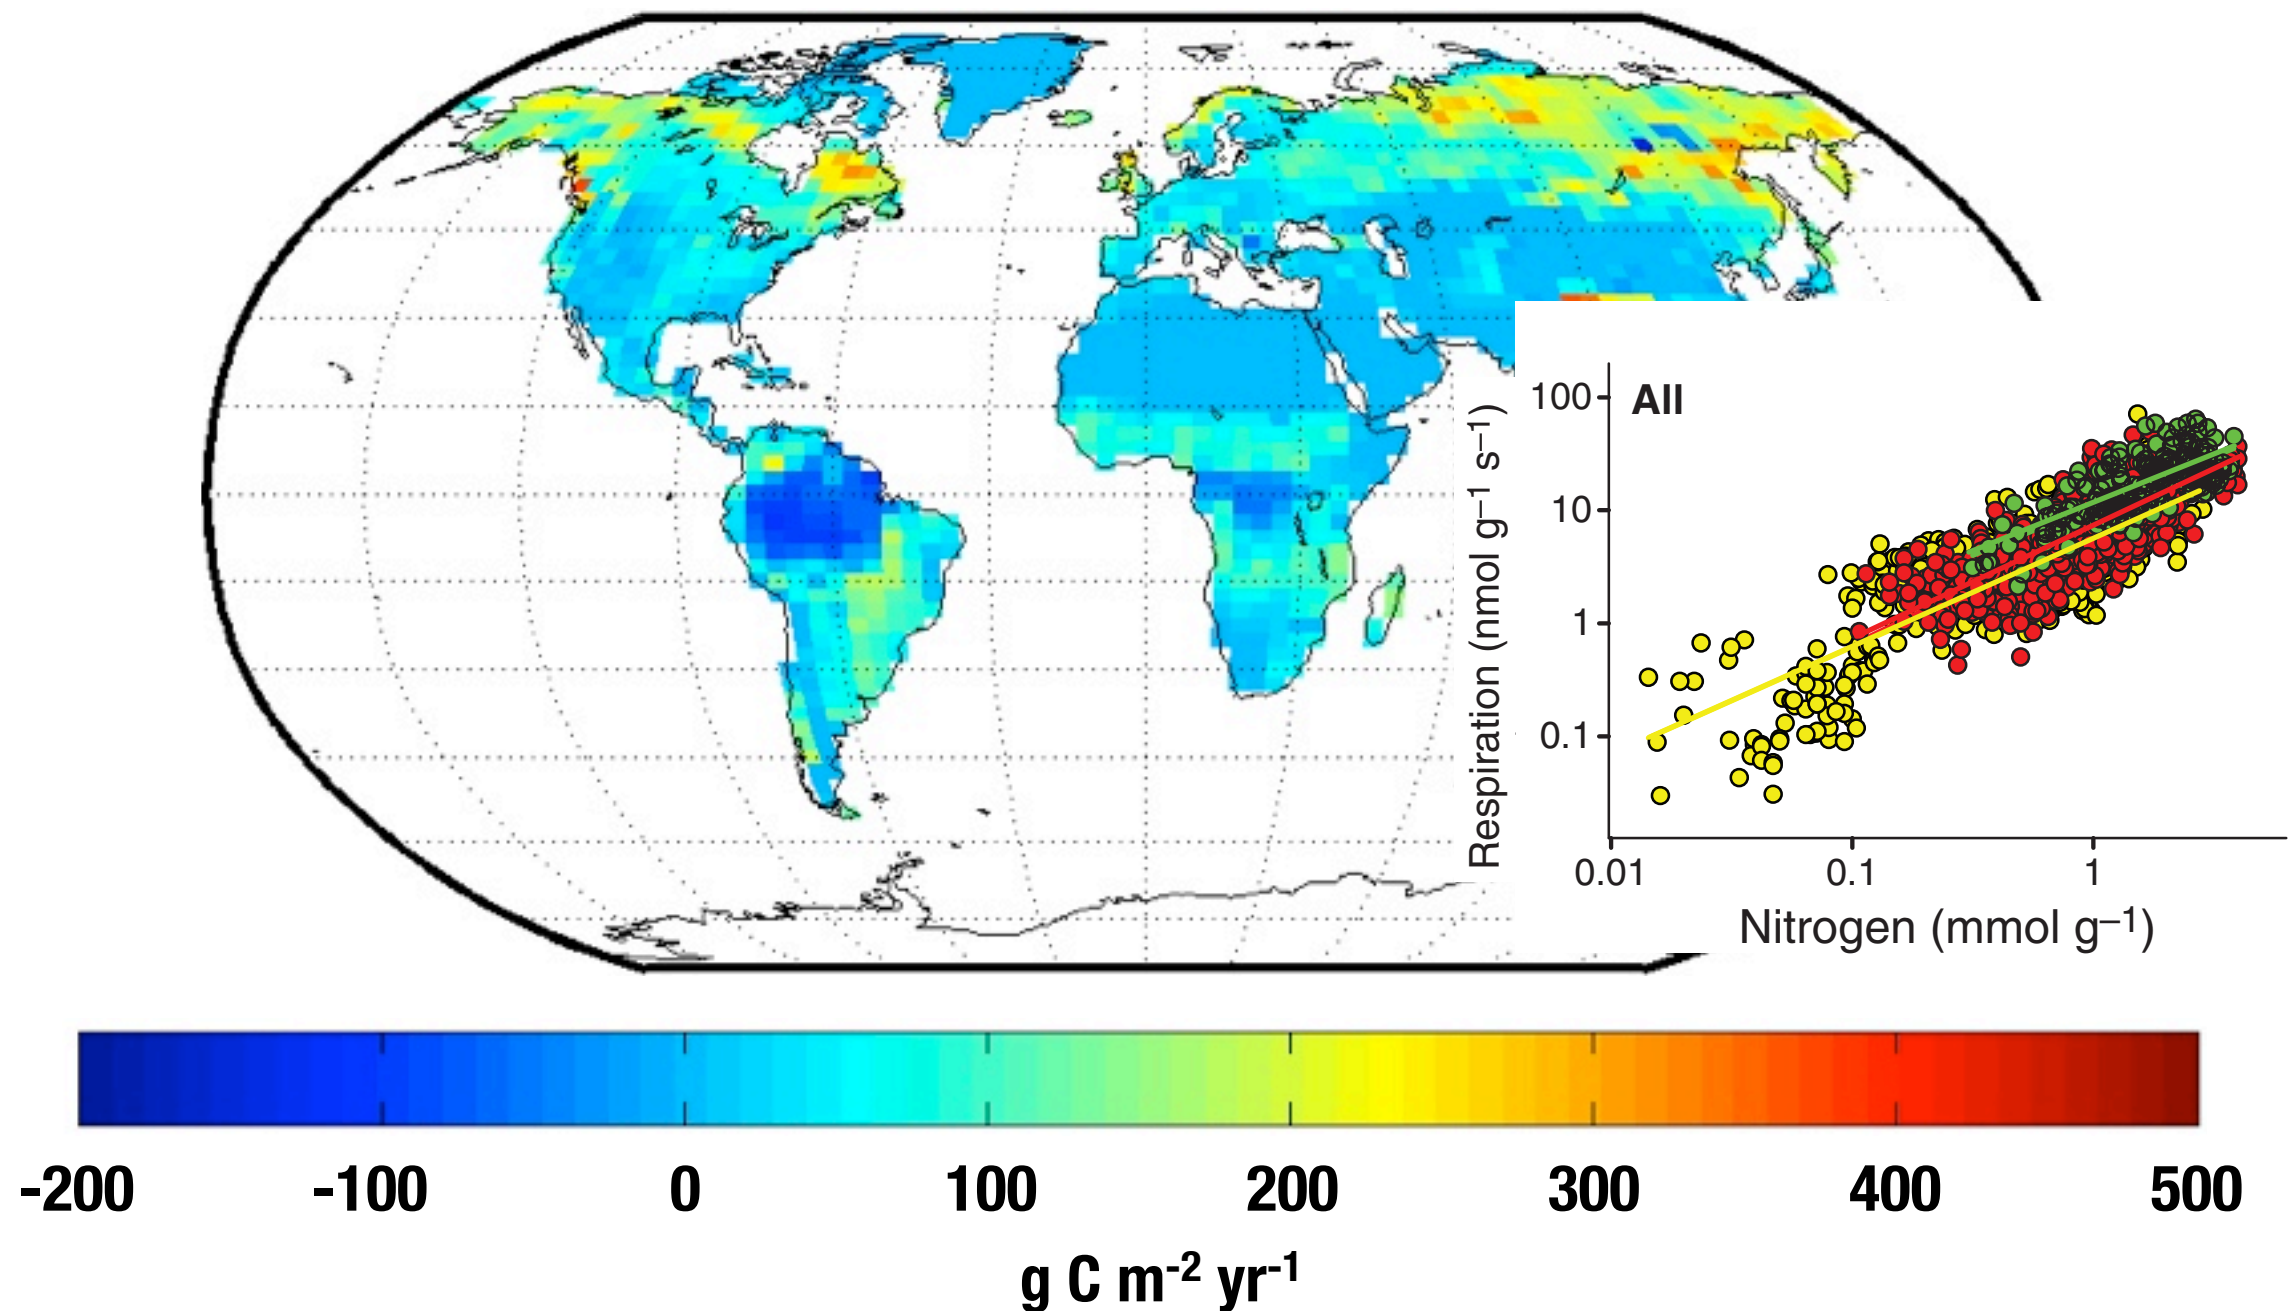 All
100
10
1
0.1
Respiration (nmol g–1 s–1)
0.01 0.1 1
Nitrogen (mmol g–1)
-200 -100 0 100 200 300 400 500
g C m-2 yr-1